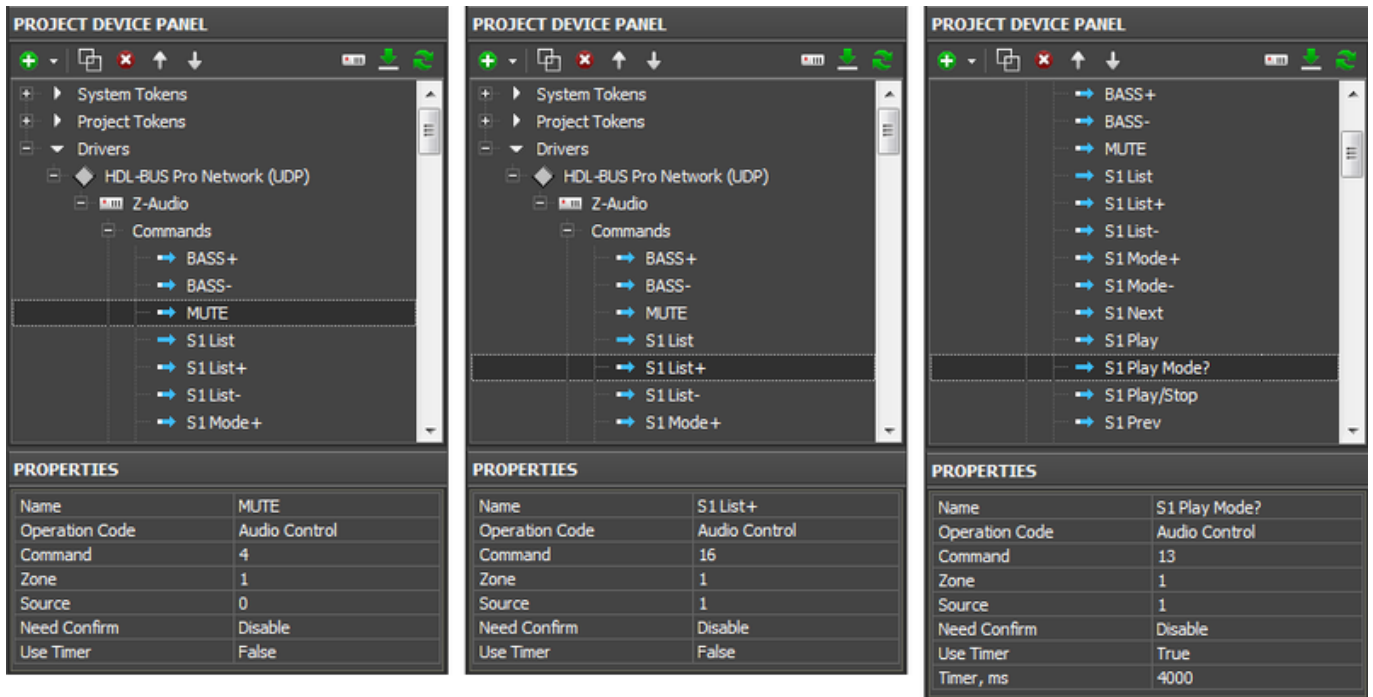 PROJECT DEVICE PANEL
System Tokens
Project Tokens
Drivers
HDL-BUS Pro Network (UDP)
Z-Audio
Commands
BASS+
BASS-
MUTE
S1 List
S1 List+
S1 List-
S1 Mode+
PROPERTIES
Name MUTE
Operation Code Audio Control
Command 4
Zone 1
Source 0
Need Confirm Disable
Use Timer False
PROJECT DEVICE PANEL
System Tokens
Project Tokens
Drivers
HDL-BUS Pro Network (UDP)
Z-Audio
Commands
BASS+
BASS-
MUTE
S1 List
S1 List+
S1 List-
S1 Mode+
PROPERTIES
Name S1 List+
Operation Code Audio Control
Command 16
Zone 1
Source 1
Need Confirm Disable
Use Timer False
PROJECT DEVICE PANEL
BASS+
BASS-
MUTE
S1 List
S1 List+
S1 List-
S1 Mode+
S1 Mode-
S1 Next
S1 Play
S1 Play Mode?
S1 Play/Stop
S1 Prev
PROPERTIES
Name S1 Play Mode?
Operation Code Audio Control
Command 13
Zone 1
Source 1
Need Confirm Disable
Use Timer True
Timer, ms 4000